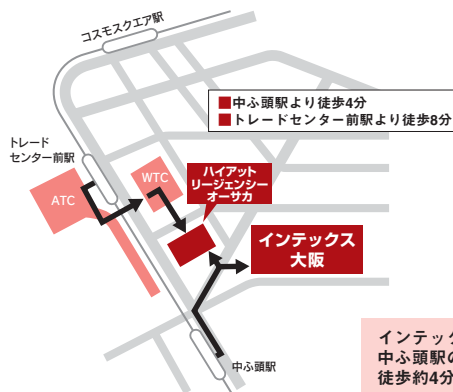 コスモスクエア駅
■中ふ頭駅より徒歩4分
■トレードセンター前駅より徒歩8分
トレード
センター前駅
ATC
WTC
ハイアット
リージェンシー
オーサカ
インテックス
大阪
中ふ頭駅
インテック
中ふ頭駅の
徒歩約4分